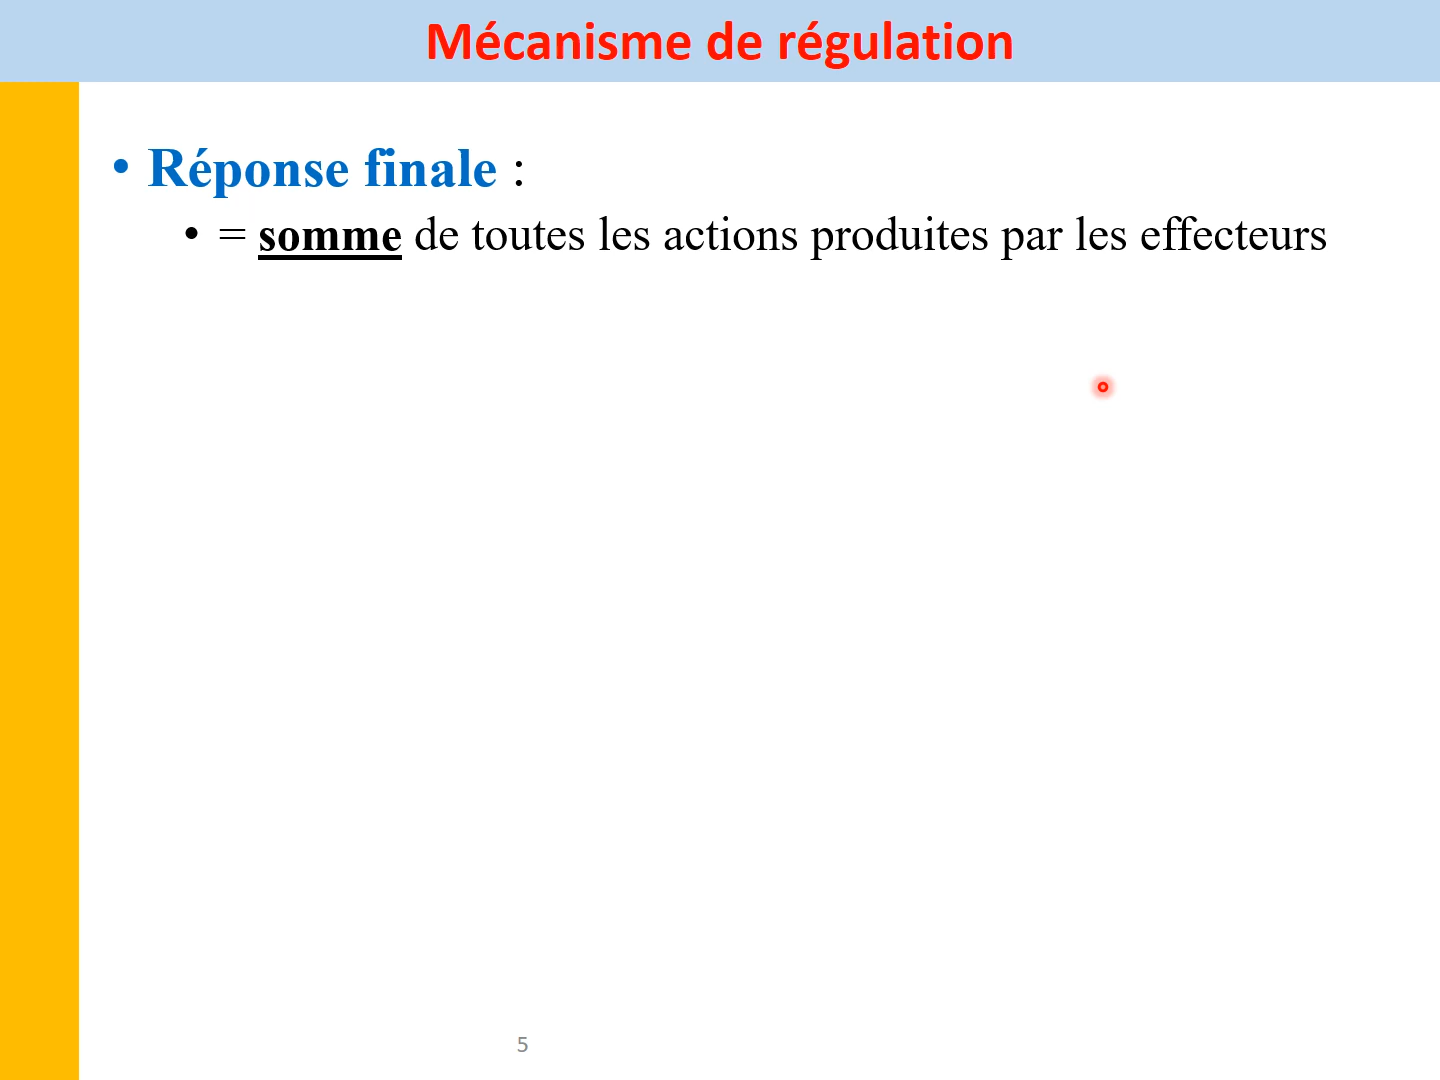 Mécanisme de régulation
• Réponse finale :
• = somme de toutes les actions produites par les effecteurs
5